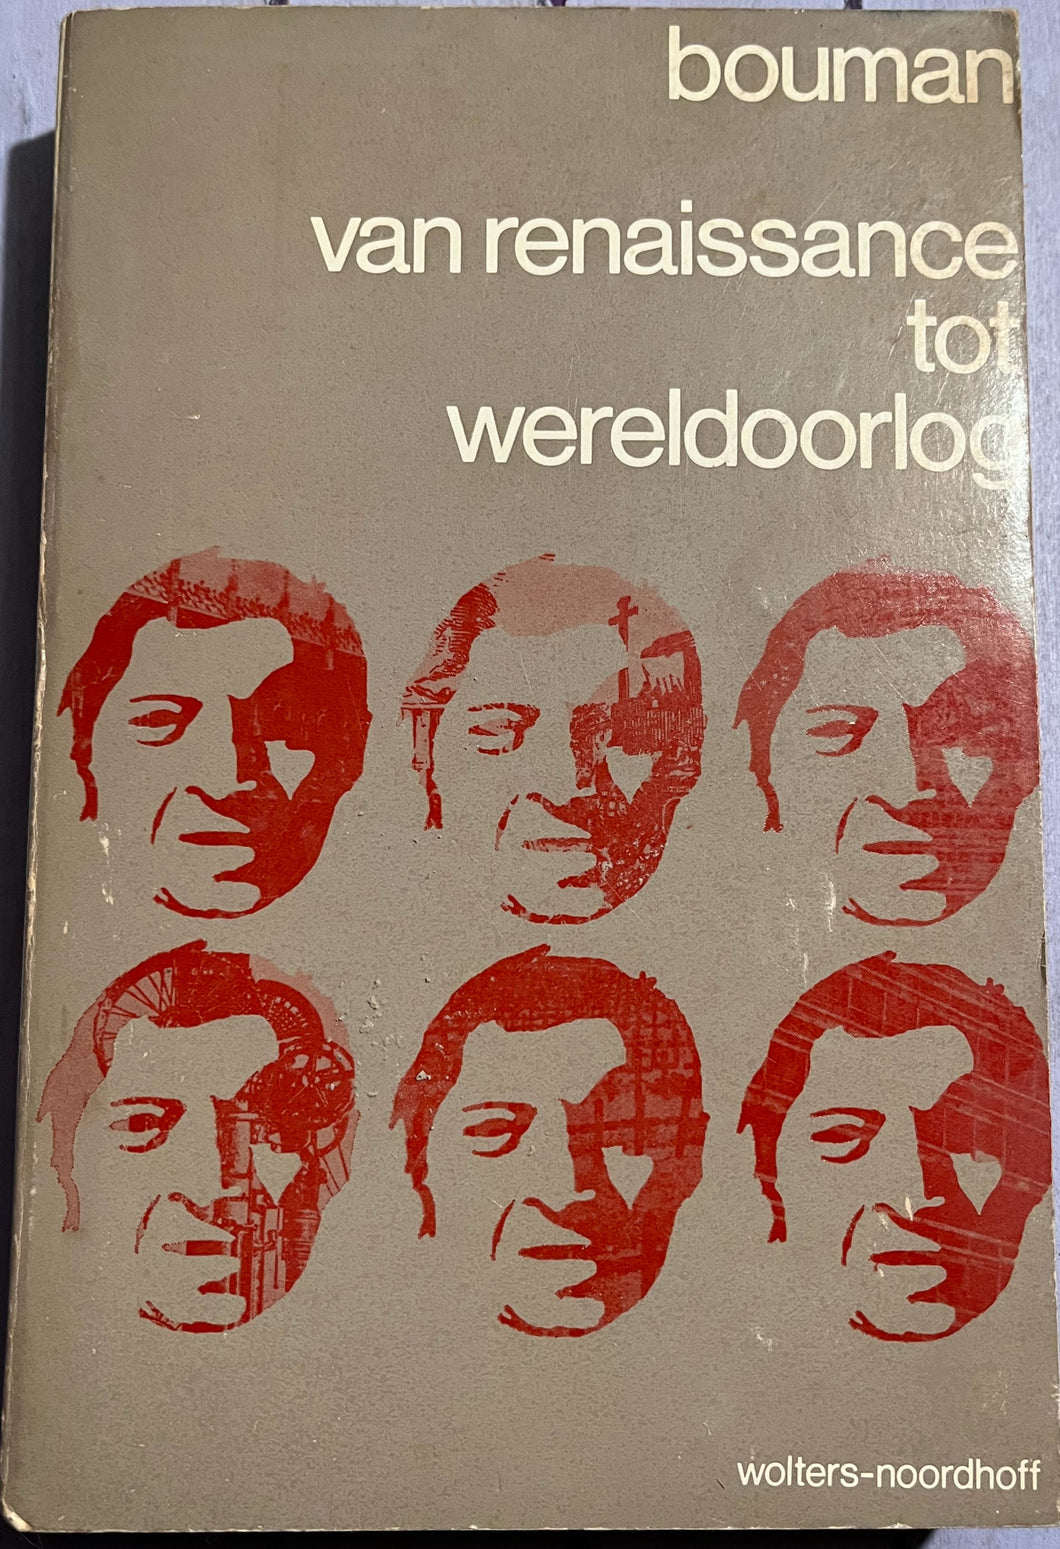 bouman
van renaissance
tot
wereldoorlog
wolters-noordhoff